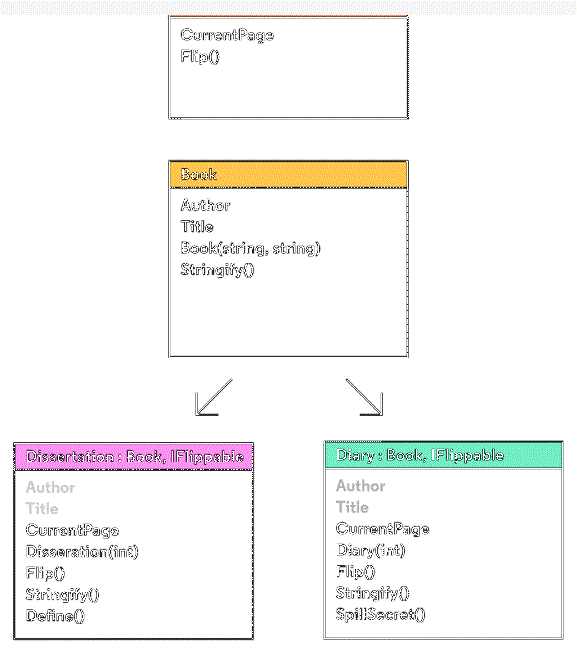 CurrentPage
Flip()
Book
Author
Title
Book(string, string)
Stringify()
Dissertation : Book, IFlippable
Author
Title
CurrentPage
Disseration(int)
Flip()
Stringify()
Define()
Diary : Book, IFlippable
Author
Title
CurrentPage
Diary(int)
Flip()
Stringify()
SpillSecret()